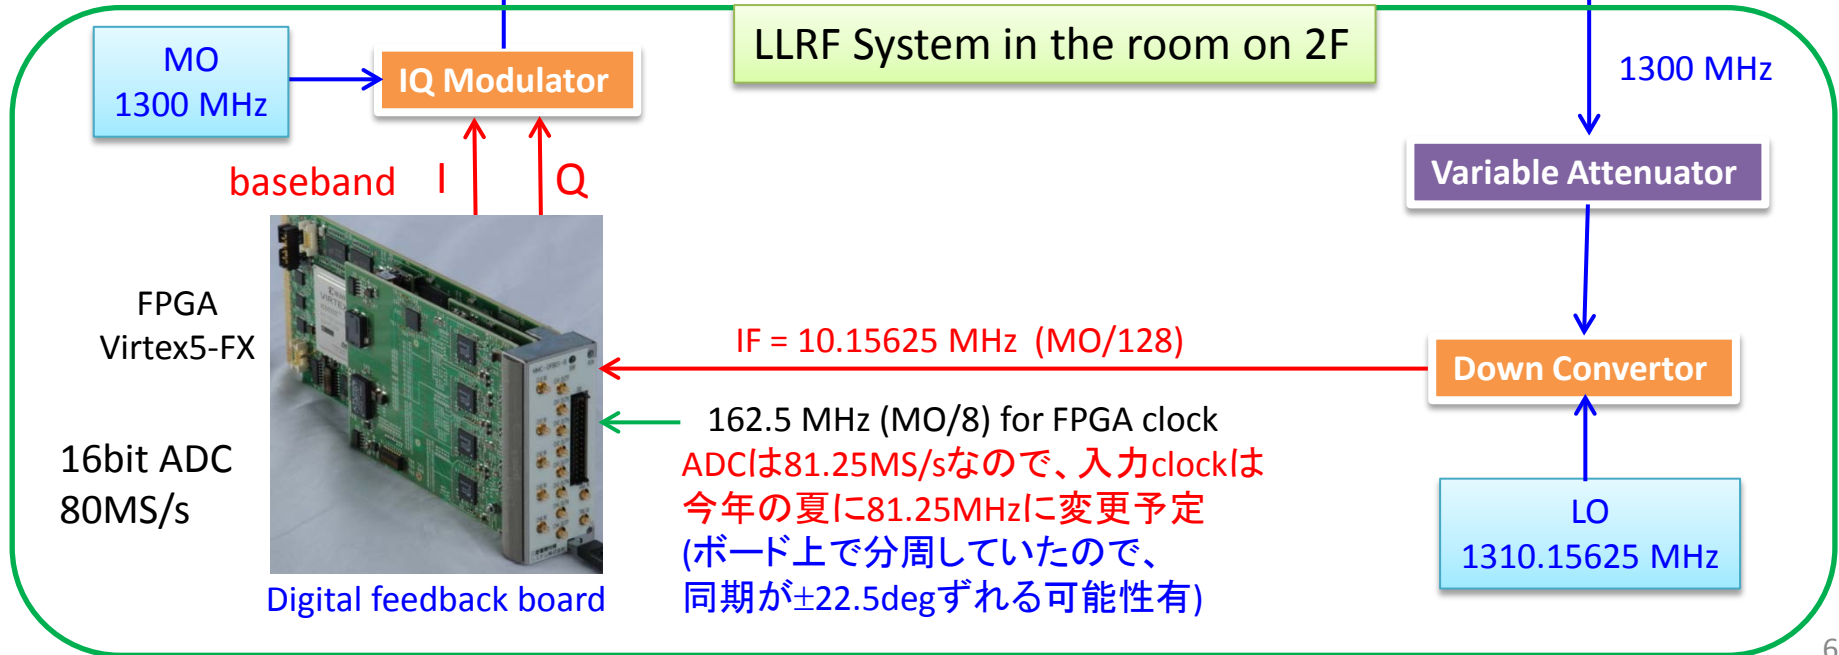 LLRF System in the room on 2F
MO
1300 MHz
IQ Modulator
1300 MHz
Variable Attenuator
baseband I Q
FPGA
Virtex5-FX
IF = 10.15625 MHz (MO/128)
Down Convertor
162.5 MHz (MO/8) for FPGA clock
ADCは81.25MS/sなので、入力clockは
今年の夏に81.25MHzに変更予定
(ボード上で分周していたので、
同期が±22.5degずれる可能性有)
16bit ADC
80MS/s
LO
1310.15625 MHz
Digital feedback board
6